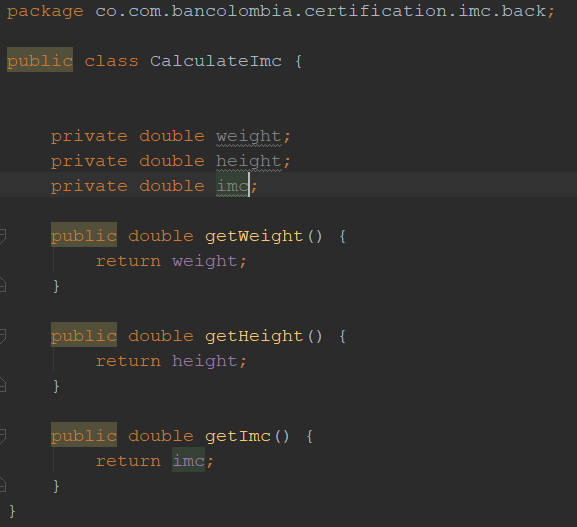 package co.com.bancolombia.certification.imc.back;
public class CalculateImc {
private double weight;
private double height;
private double imc;
public double getWeight() {
return weight;
}
public double getHeight() {
return height;
}
public double getImc() {
return imc;
}
}